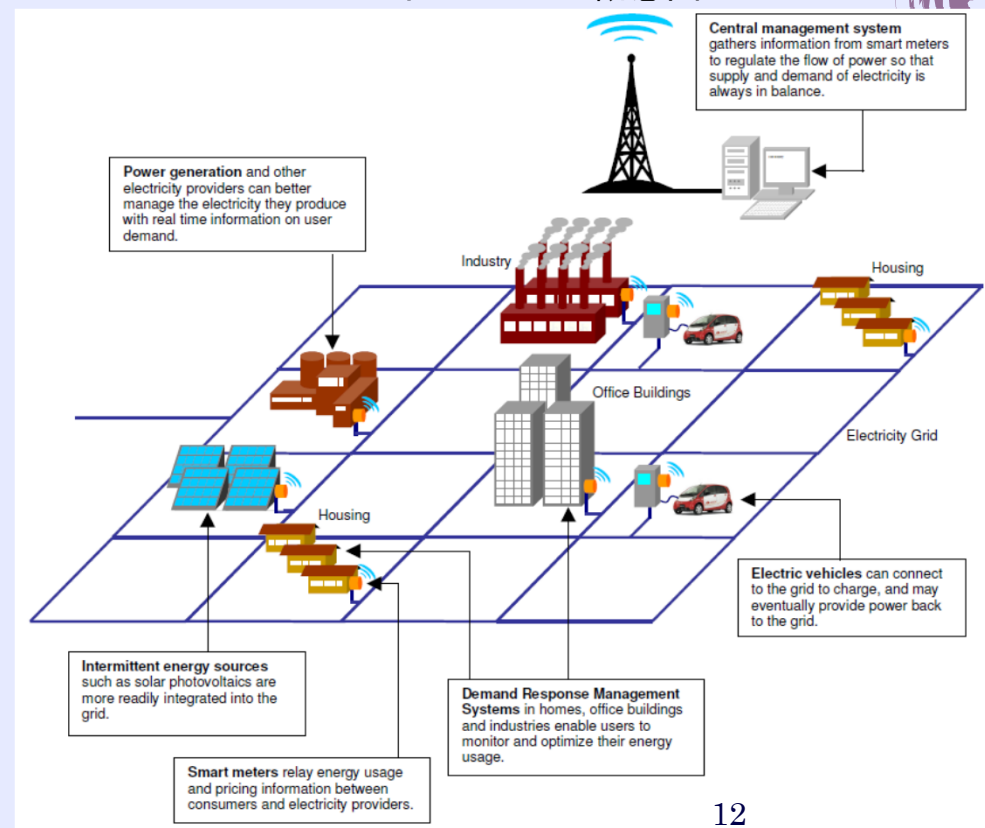 Central management system
gathers information from smart meters
to regulate the flow of power so that
supply and demand of electricity is
always in balance.
Power generation and other
electricity providers can better
manage the electricity they produce
with real time information on user
demand.
Industry
Housing
Office Buildings
Electricity Grid
Housing
Electric vehicles can connect
to the grid to charge, and may
eventually provide power back
to the grid.
Intermittent energy sources
such as solar photovoltaics are
more readily integrated into the
grid.
Demand Response Management
Systems in homes, office buildings
and industries enable users to
monitor and optimize their energy
usage.
Smart meters relay energy usage
and pricing information between
consumers and electricity providers.
12